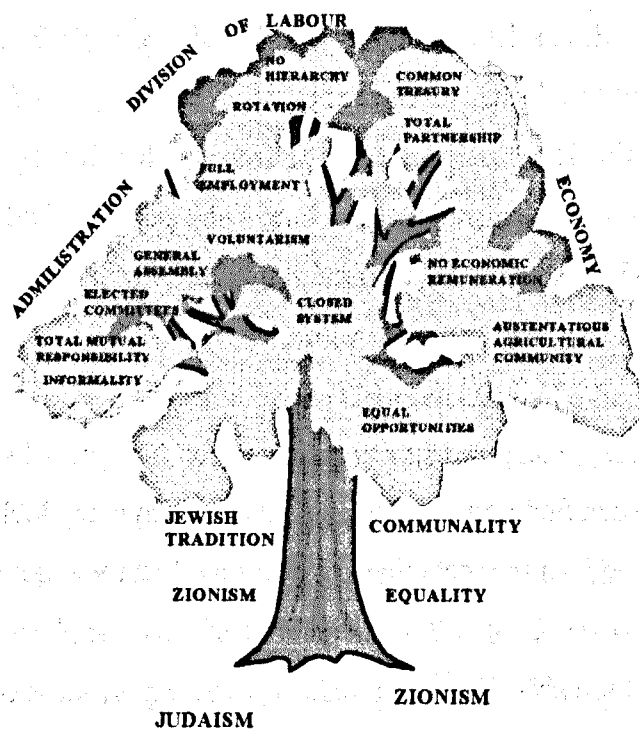 DIVISION OF LABOUR
NO
HIERARCHY
COMMON
TRESURY
ROTATION
TOTAL
PARTNERSHIP
FULL
EMPLOYMENT
ADMILISTRATION
ECONOMY
VOLUNTARISM
GENERAL
ASSEMBLY
NO ECONOMIC
REMUNERATION
ELECTED
COMMITTEES
CLOSED
SYSTEM
TOTAL MUTUAL
RESPONSIBILITY
AUSTENTATIOUS
AGRICULTURAL
COMMUNITY
INFORMALITY
EQUAL
OPPORTUNITIES
JEWISH
TRADITION
COMMUNALITY
ZIONISM
EQUALITY
ZIONISM
JUDAISM